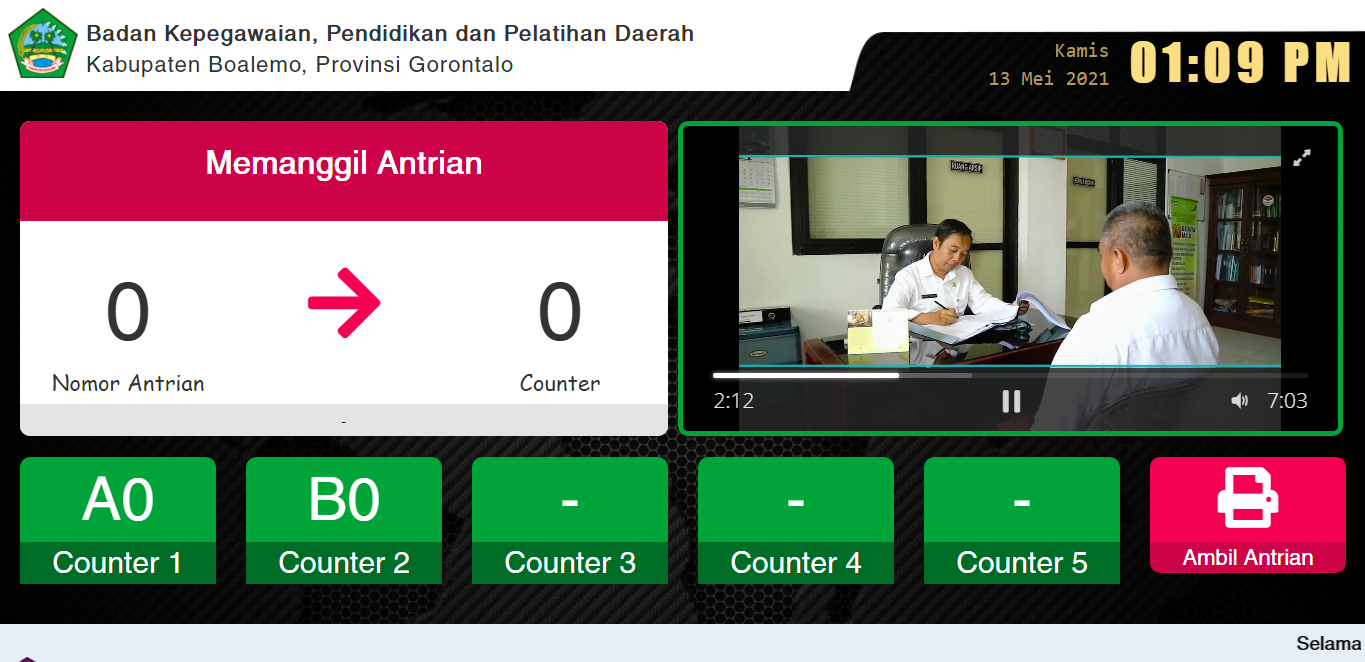 Badan Kepegawaian, Pendidikan dan Pelatihan Daerah
Kabupaten Boalemo, Provinsi Gorontalo
Kamis
13 Mei 2021
01:09 PM
Memanggil Antrian
0
0
Nomor Antrian
Counter
-
RUANG ARSIP
2:12
7:03
A0
Counter 1
B0
Counter 2
-
Counter 3
-
Counter 4
-
Counter 5
Ambil Antrian
Selama